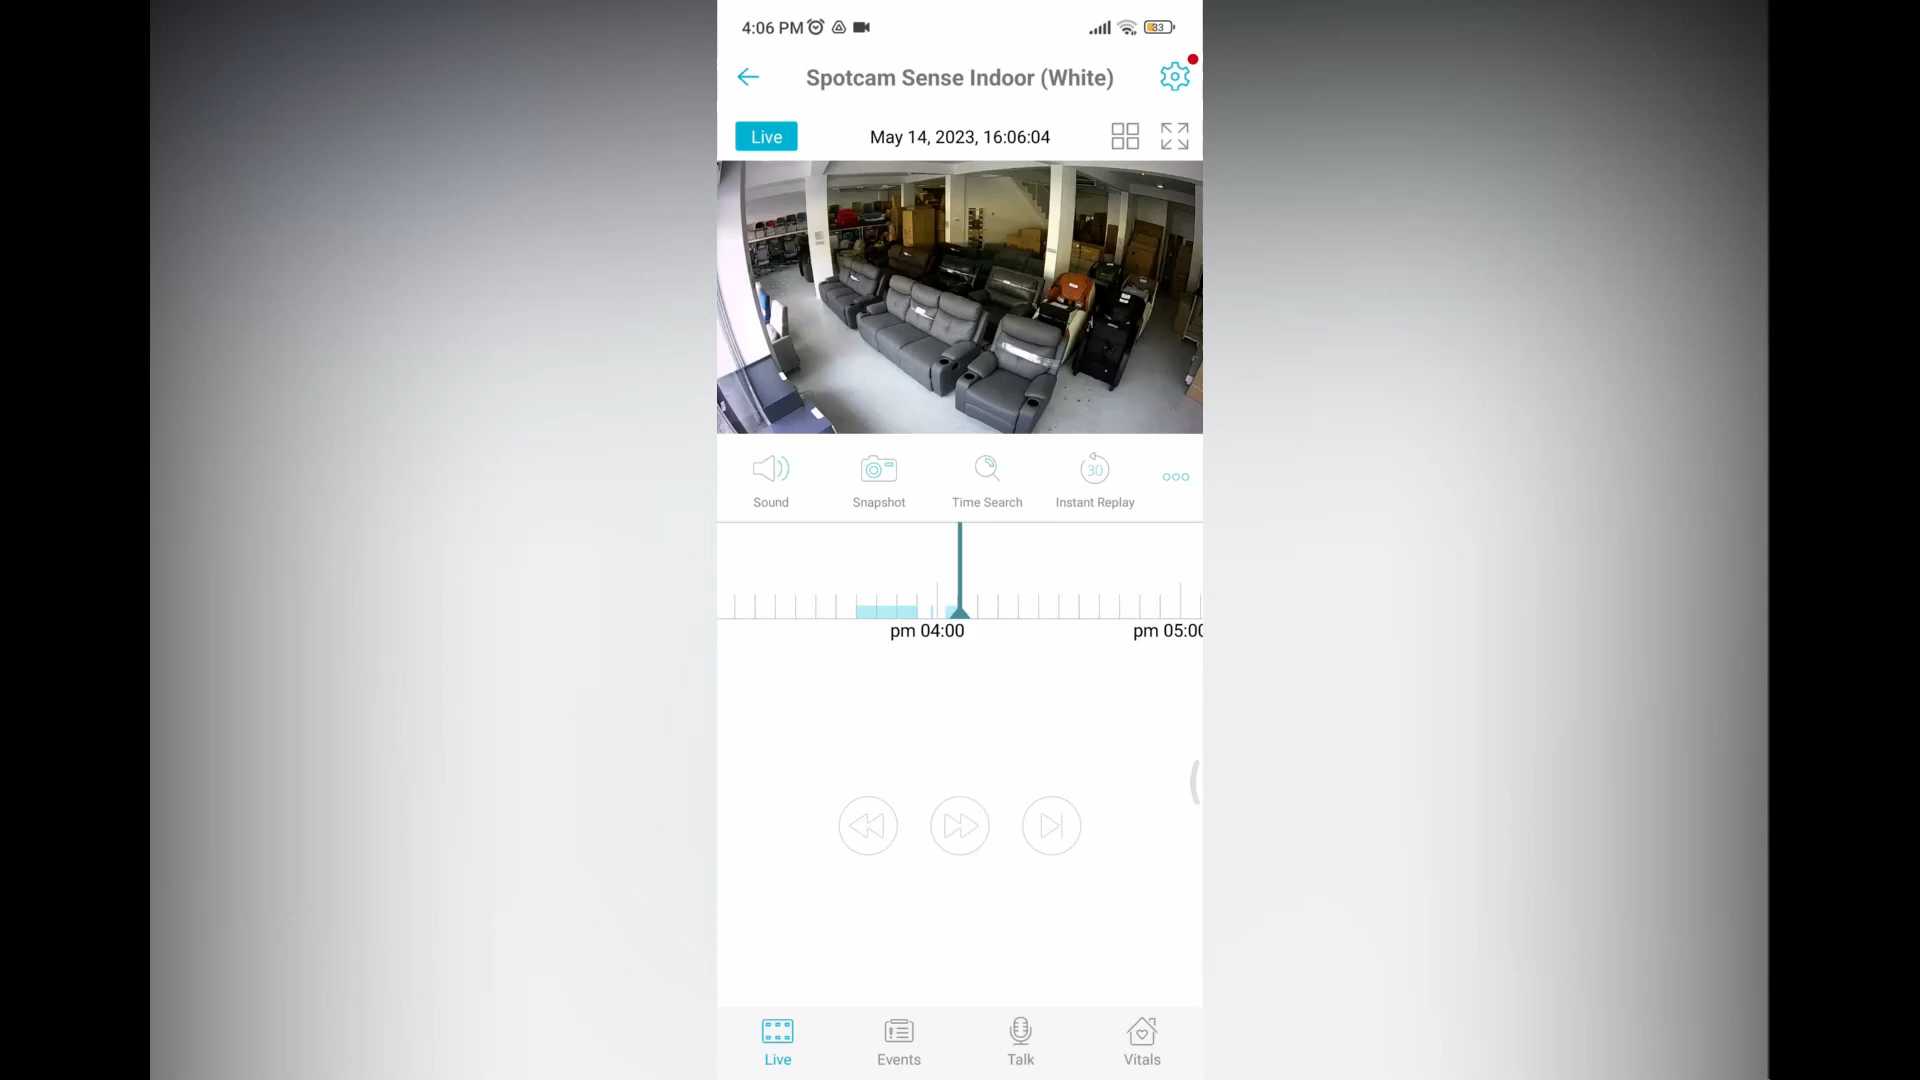 4:06 PM
33
Spotcam Sense Indoor (White)
Live
May 14, 2023, 16:06:04
30
Sound
Snapshot
Time Search
Instant Replay
pm 04:00
pm 05:00
Live
Events
Talk
Vitals